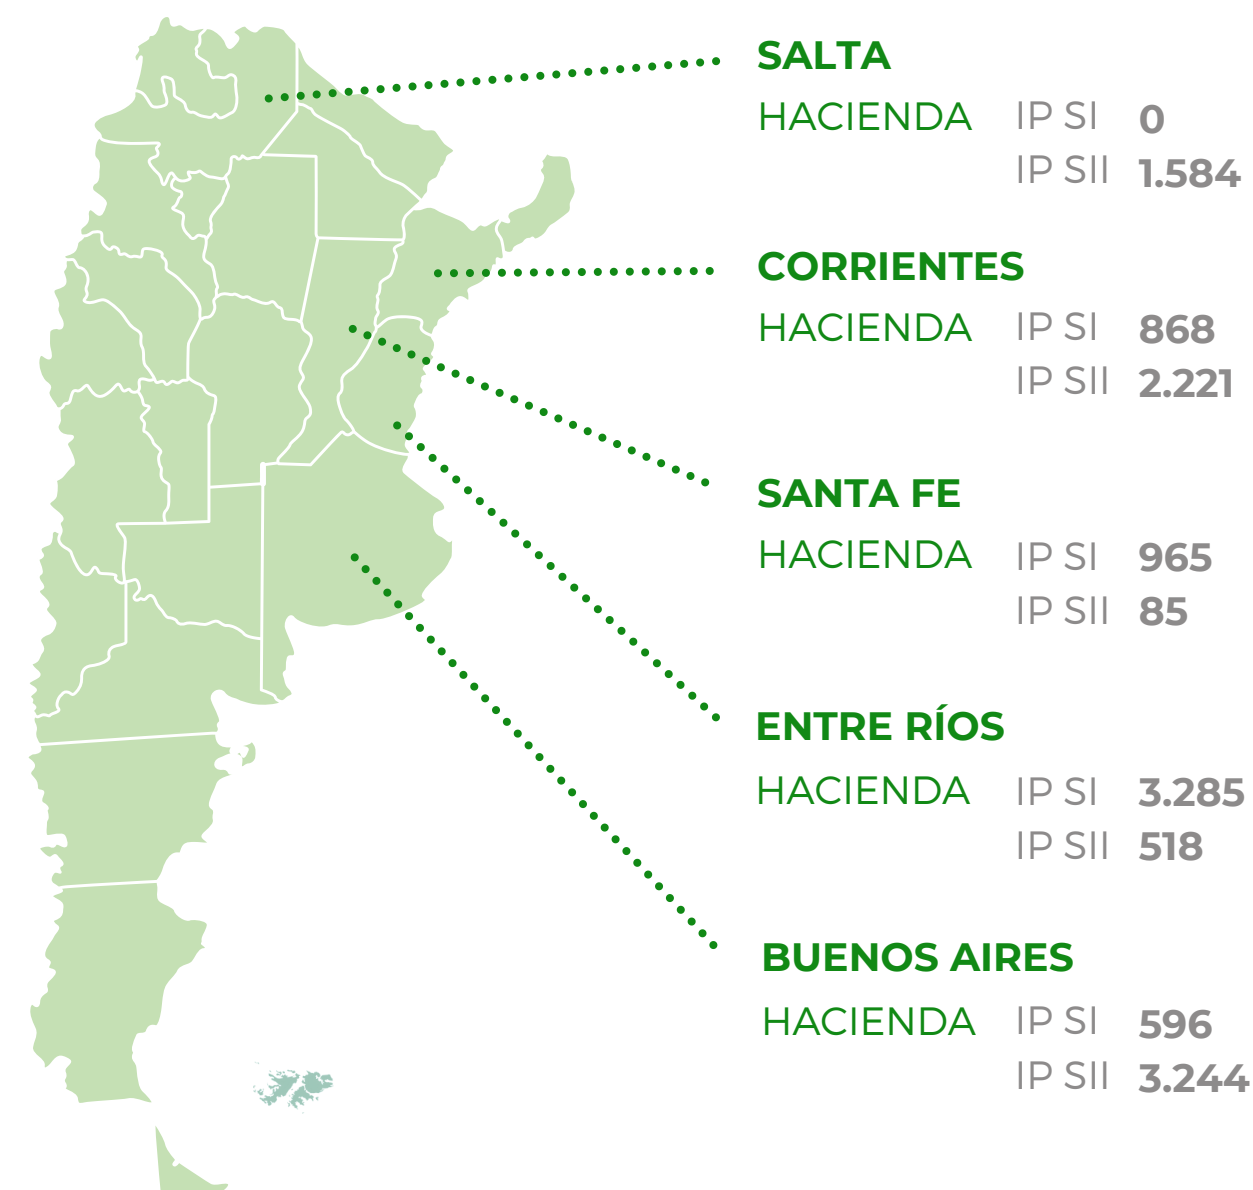 SALTA
HACIENDA IP SI 0
IP SII 1.584
CORRIENTES
HACIENDA IP SI 868
IP SII 2.221
SANTA FE
HACIENDA IP SI 965
IP SII 85
ENTRE RÍOS
HACIENDA IP SI 3.285
IP SII 518
BUENOS AIRES
HACIENDA IP SI 596
IP SII 3.244